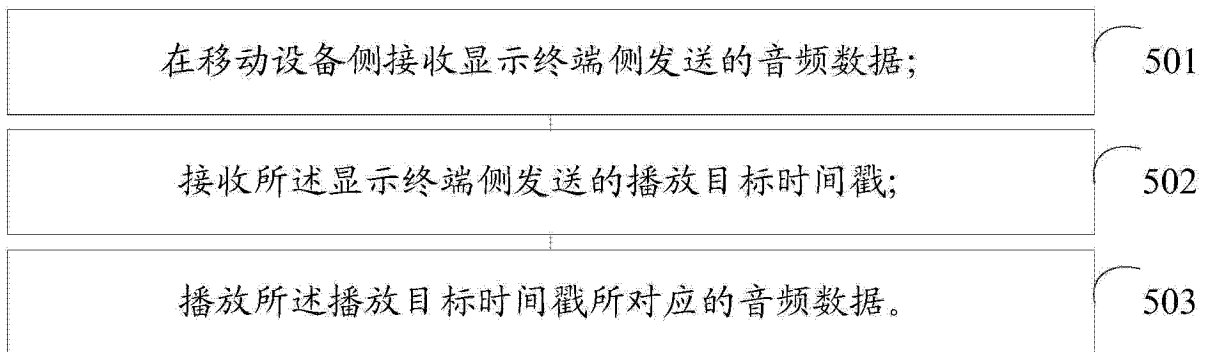 在移动设备侧接收显示终端侧发送的音频数据; 501
接收所述显示终端侧发送的播放目标时间戳; 502
播放所述播放目标时间戳所对应的音频数据。 503